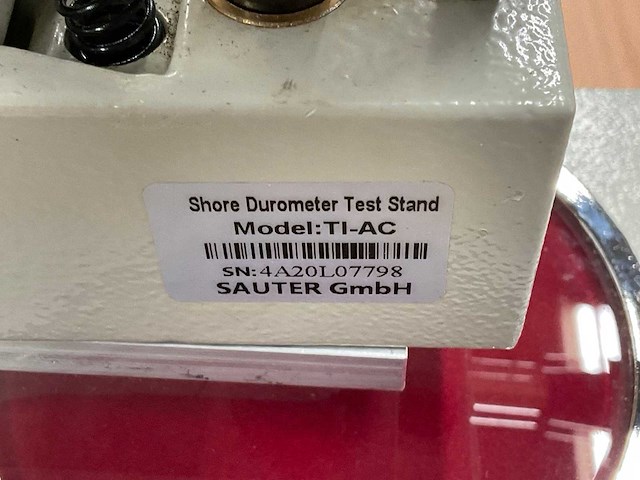 Shore Durometer Test Stand
Model:TI-AC
SN:4A20L07798
SAUTER GmbH